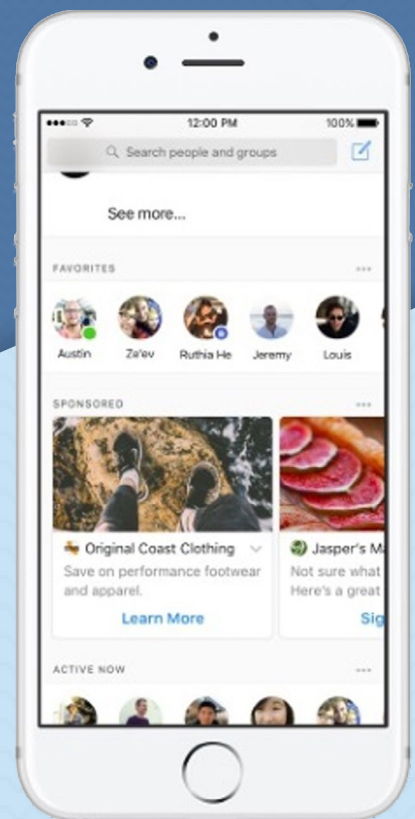 12:00 PM
100%
Search people and groups
See more...
FAVORITES
Austin
Ze'ev
Ruthia He
Jeremy
Louis
SPONSORED
Original Coast Clothing
Save on performance footwear
and apparel.
Learn More
Jasper's M
Not sure what
Here's a great
Sig
ACTIVE NOW